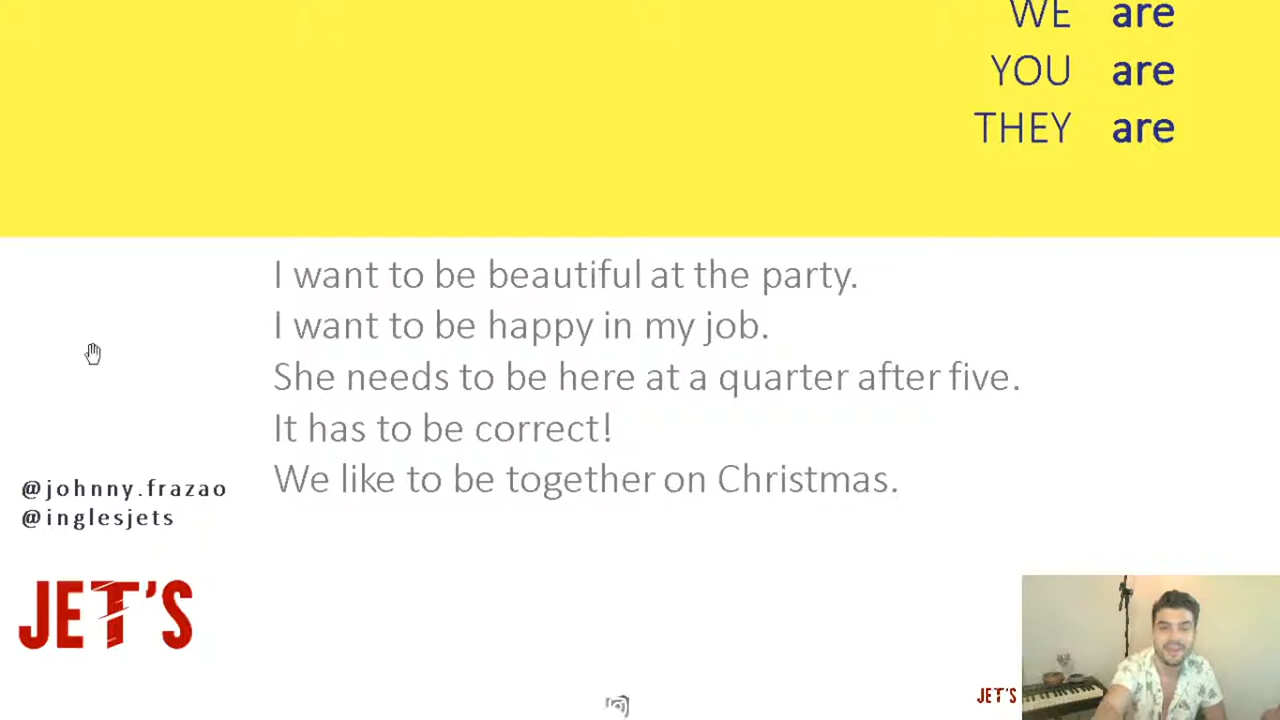 WE are
YOU are
THEY are
I want to be beautiful at the party.
I want to be happy in my job.
She needs to be here at a quarter after five.
It has to be correct!
We like to be together on Christmas.
@johnny.frazao
@inglesjets
JET'S
JET'S